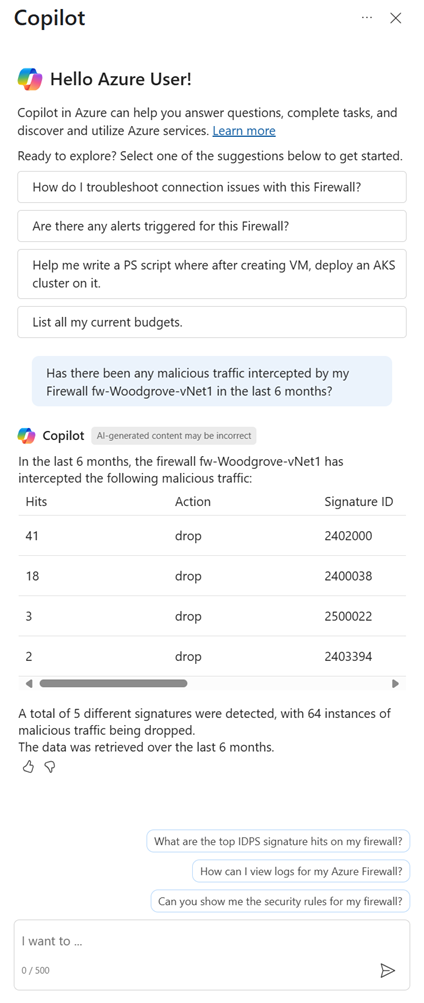 Copilot
Hello Azure User!
Copilot in Azure can help you answer questions, complete tasks, and
discover and utilize Azure services. Learn more
Ready to explore? Select one of the suggestions below to get started.
How do I troubleshoot connection issues with this Firewall?
Are there any alerts triggered for this Firewall?
Help me write a PS script where after creating VM, deploy an AKS
cluster on it.
List all my current budgets.
Has there been any malicious traffic intercepted by my
Firewall fw-Woodgrove-vNet1 in the last 6 months?
Copilot AI-generated content may be incorrect
In the last 6 months, the firewall fw-Woodgrove-vNet1 has
intercepted the following malicious traffic:
Hits Action Signature ID
41 drop 2402000
18 drop 2400038
3 drop 2500022
2 drop 2403394
A total of 5 different signatures were detected, with 64 instances of
malicious traffic being dropped.
The data was retrieved over the last 6 months.
What are the top IDPS signature hits on my firewall?
How can I view logs for my Azure Firewall?
Can you show me the security rules for my firewall?
I want to ...
0 / 500